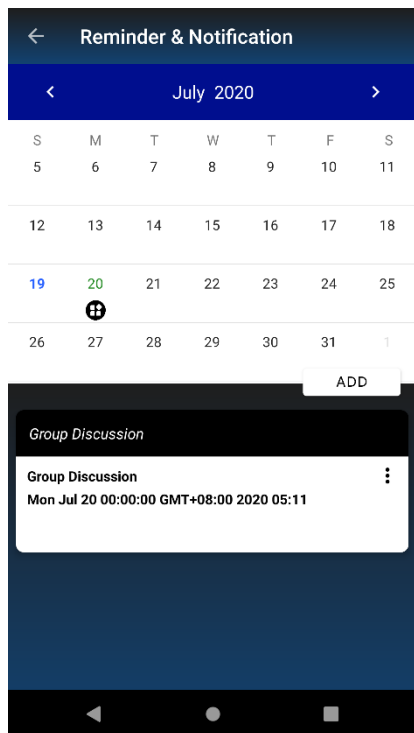 Reminder & Notification
July 2020
S M T W T F S
5 6 7 8 9 10 11
12 13 14 15 16 17 18
19 20 21 22 23 24 25
26 27 28 29 30 31 1
ADD
Group Discussion
Group Discussion
Mon Jul 20 00:00:00 GMT+08:00 2020 05:11